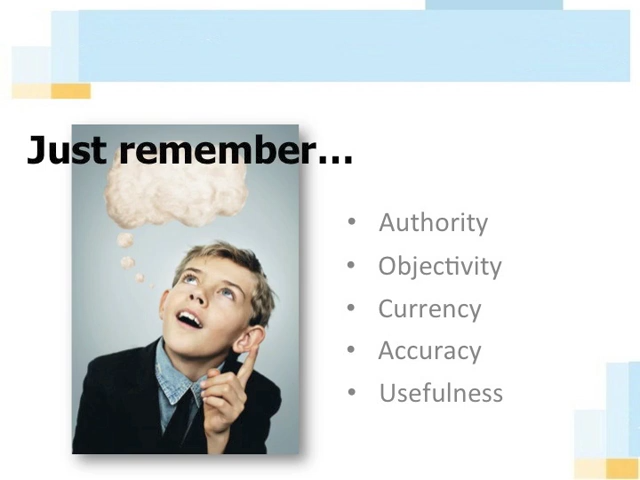 Just remember…
• Authority
• Objectivity
• Currency
• Accuracy
• Usefulness